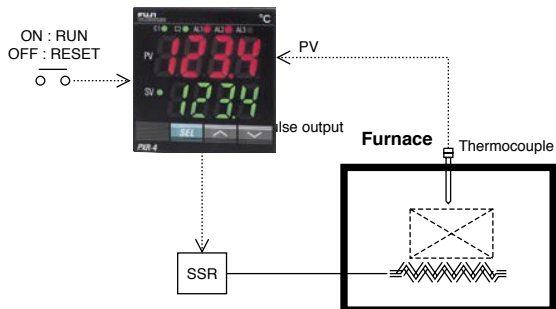 ON : RUN
OFF : RESET
°C
C1 C2 AL1 AL2 AL3
PV
123.4
SV
123.4
SEL
PXR-4
PV
ulse output
Furnace
Thermocouple
SSR